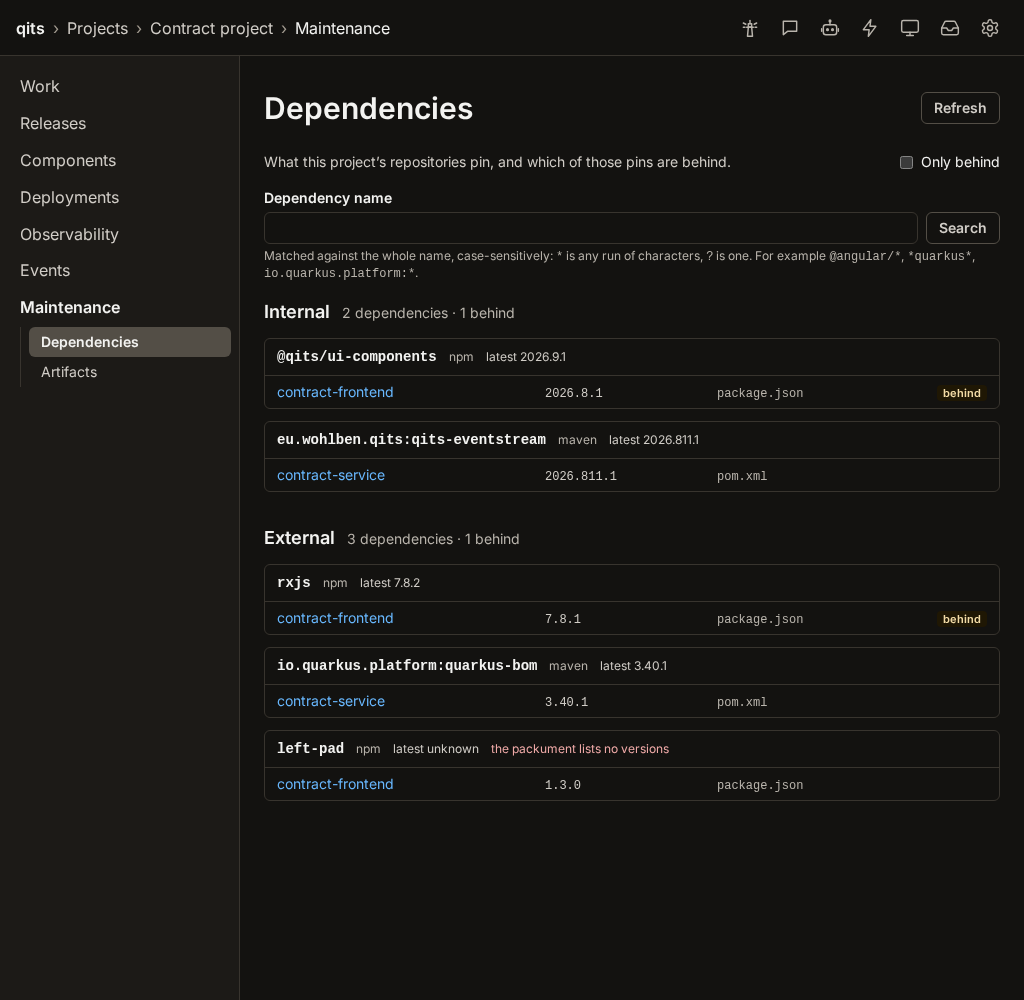 qits › Projects › Contract project › Maintenance
Work
Releases
Components
Deployments
Observability
Events
Maintenance
Dependencies
Artifacts
Dependencies
Refresh
What this project's repositories pin, and which of those pins are behind.
Only behind
Dependency name
Search
Matched against the whole name, case-sensitively: * is any run of characters, ? is one. For example @angular/*, *quarkus*,
io.quarkus.platform:*.
Internal 2 dependencies · 1 behind
@qits/ui-components npm latest 2026.9.1
contract-frontend 2026.8.1 package.json behind
eu.wohlben.qits:qits-eventstream maven latest 2026.811.1
contract-service 2026.811.1 pom.xml
External 3 dependencies · 1 behind
rxjs npm latest 7.8.2
contract-frontend 7.8.1 package.json behind
io.quarkus.platform:quarkus-bom maven latest 3.40.1
contract-service 3.40.1 pom.xml
left-pad npm latest unknown the packument lists no versions
contract-frontend 1.3.0 package.json